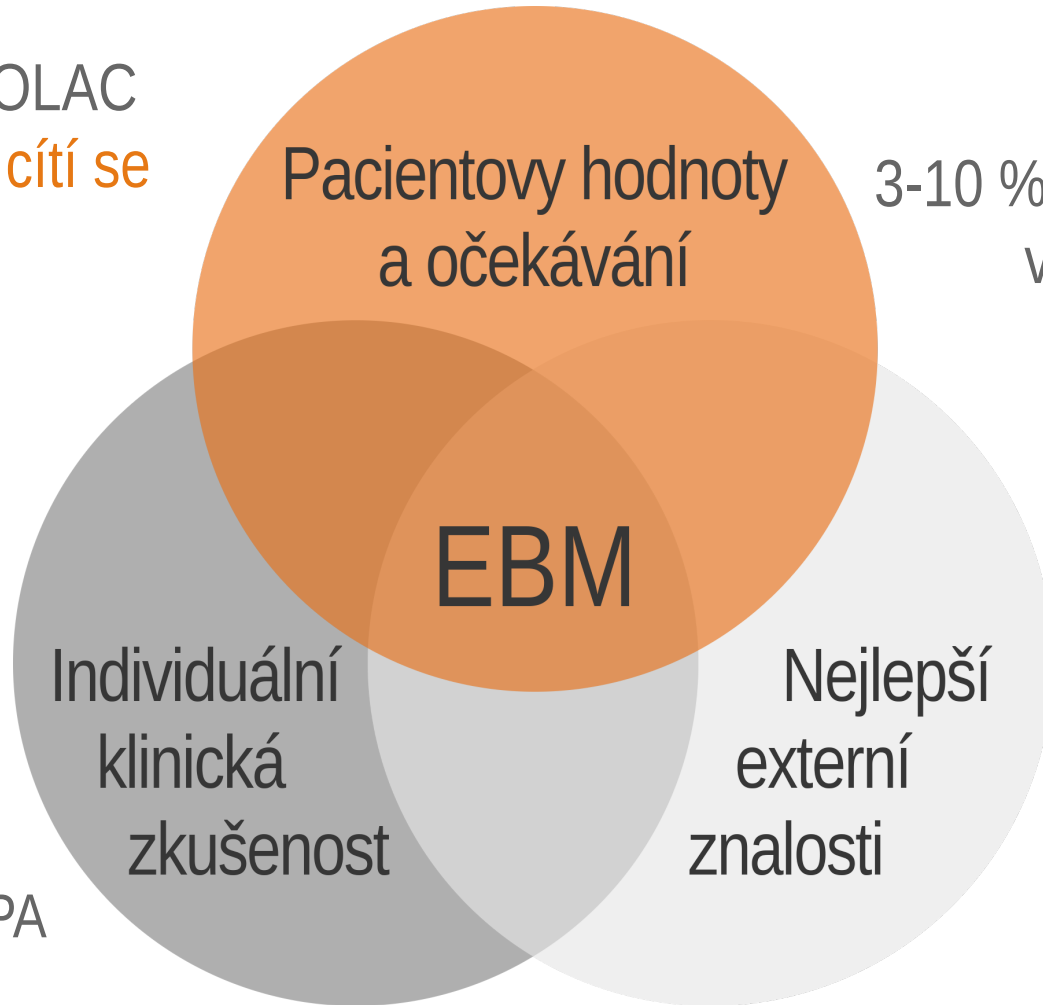 OLAC
cítí se
Pacientovy hodnoty
a očekávání
3-10 %
v
EBM
Individuální
klinická
zkušenost
Nejlepší
externí
znalosti
PA